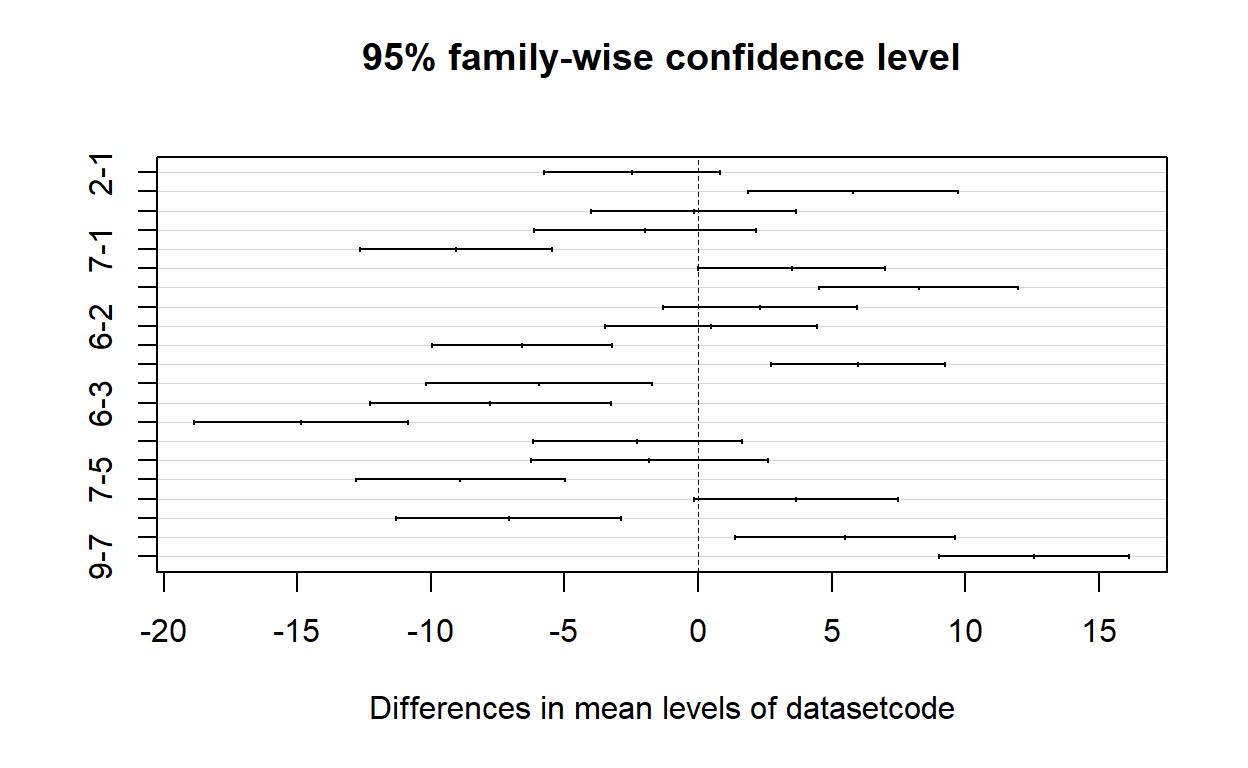 95% family-wise confidence level
2-1
7-1
6-2
6-3
7-5
9-7
-20 -15 -10 -5 0 5 10 15
Differences in mean levels of datasetcode